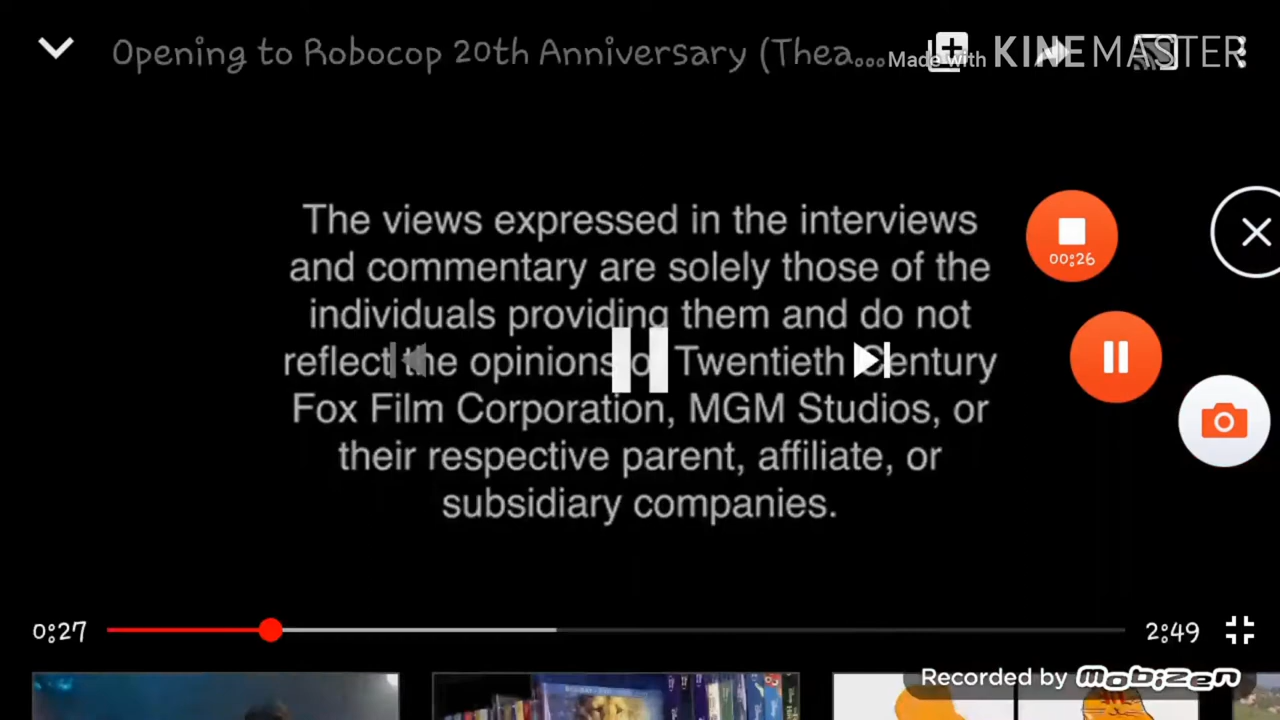 Opening to Robocop 20th Anniversary (Thea...
Made with KINEMASTER
The views expressed in the interviews
and commentary are solely those of the
individuals providing them and do not
reflect the opinions of Twentieth Century
Fox Film Corporation, MGM Studios, or
their respective parent, affiliate, or
subsidiary companies.
00:26
0:27
2:49
Recorded by mobizen